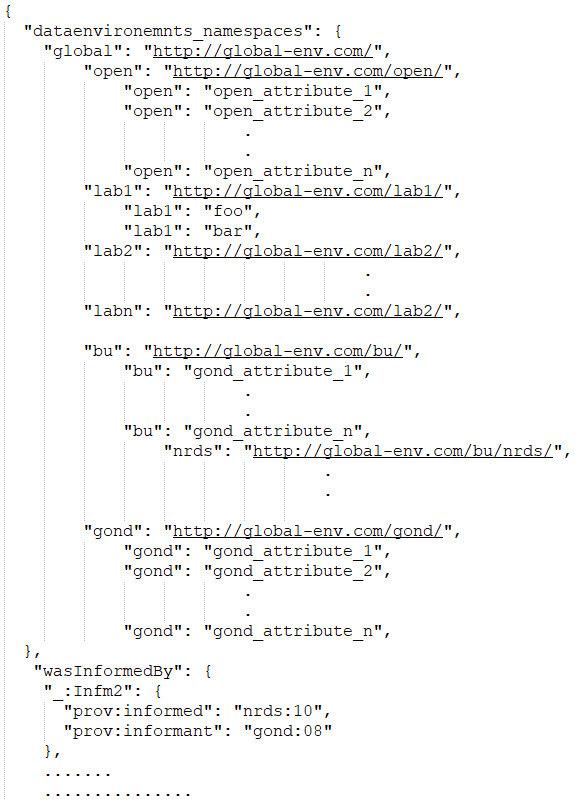 {
"dataenvironemnts_namespaces": {
"global": "http://global-env.com/",
"open": "http://global-env.com/open/",
"open": "open_attribute_1",
"open": "open_attribute_2",
.
.
"open": "open_attribute_n",
"lab1": "http://global-env.com/lab1/",
"lab1": "foo",
"lab1": "bar",
"lab2": "http://global-env.com/lab2/",
.
.
"labn": "http://global-env.com/lab2/",
"bu": "http://global-env.com/bu/",
"bu": "gond_attribute_1",
.
.
"bu": "gond_attribute_n",
"nrds": "http://global-env.com/bu/nrds/",
.
.
"gond": "http://global-env.com/gond/",
"gond": "gond_attribute_1",
"gond": "gond_attribute_2",
.
.
"gond": "gond_attribute_n",
},
"wasInformedBy": {
"_:Infm2": {
"prov:informed": "nrds:10",
"prov:informant": "gond:08"
},
.......
...............